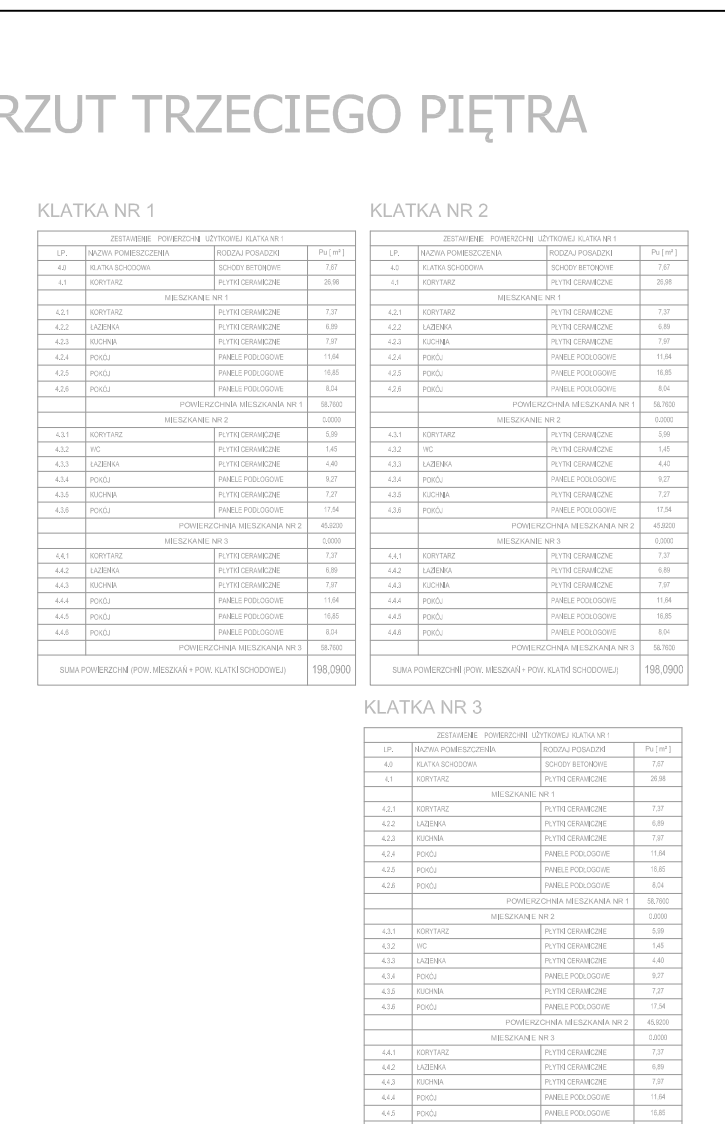 RZUT TRZECIEGO PIĘTRA
KLATKA NR 1
ZESTAWIENIE POWIERZCHNI UŻYTKOWEJ KLATKA NR 1
LP. NAZWA POMIESZCZENIA RODZAJ POSADZKI Pu [ m² ]
4.0 KLATKA SCHODOWA SCHODY BETONOWE 7,67
4.1 KORYTARZ PŁYTKI CERAMICZNE 26,98
MIESZKANIE NR 1
4.2.1 KORYTARZ PŁYTKI CERAMICZNE 7,37
4.2.2 ŁAZIENKA PŁYTKI CERAMICZNE 6,89
4.2.3 KUCHNIA PŁYTKI CERAMICZNE 7,97
4.2.4 POKÓJ PANELE PODŁOGOWE 11,64
4.2.5 POKÓJ PANELE PODŁOGOWE 16,85
4.2.6 POKÓJ PANELE PODŁOGOWE 8,04
POWIERZCHNIA MIESZKANIA NR 1 58,7600
MIESZKANIE NR 2 0,0000
4.3.1 KORYTARZ PŁYTKI CERAMICZNE 5,99
4.3.2 WC PŁYTKI CERAMICZNE 1,45
4.3.3 ŁAZIENKA PŁYTKI CERAMICZNE 4,40
4.3.4 POKÓJ PANELE PODŁOGOWE 9,27
4.3.5 KUCHNIA PŁYTKI CERAMICZNE 7,27
4.3.6 POKÓJ PANELE PODŁOGOWE 17,54
POWIERZCHNIA MIESZKANIA NR 2 45,9200
MIESZKANIE NR 3 0,0000
4.4.1 KORYTARZ PŁYTKI CERAMICZNE 7,37
4.4.2 ŁAZIENKA PŁYTKI CERAMICZNE 6,89
4.4.3 KUCHNIA PŁYTKI CERAMICZNE 7,97
4.4.4 POKÓJ PANELE PODŁOGOWE 11,64
4.4.5 POKÓJ PANELE PODŁOGOWE 16,85
4.4.6 POKÓJ PANELE PODŁOGOWE 8,04
POWIERZCHNIA MIESZKANIA NR 3 58,7600
SUMA POWIERZCHNI (POW. MIESZKAŃ + POW. KLATKI SCHODOWEJ) 198,0900
KLATKA NR 2
ZESTAWIENIE POWIERZCHNI UŻYTKOWEJ KLATKA NR 1
LP. NAZWA POMIESZCZENIA RODZAJ POSADZKI Pu [ m² ]
4.0 KLATKA SCHODOWA SCHODY BETONOWE 7,67
4.1 KORYTARZ PŁYTKI CERAMICZNE 26,98
MIESZKANIE NR 1
4.2.1 KORYTARZ PŁYTKI CERAMICZNE 7,37
4.2.2 ŁAZIENKA PŁYTKI CERAMICZNE 6,89
4.2.3 KUCHNIA PŁYTKI CERAMICZNE 7,97
4.2.4 POKÓJ PANELE PODŁOGOWE 11,64
4.2.5 POKÓJ PANELE PODŁOGOWE 16,85
4.2.6 POKÓJ PANELE PODŁOGOWE 8,04
POWIERZCHNIA MIESZKANIA NR 1 58,7600
MIESZKANIE NR 2 0,0000
4.3.1 KORYTARZ PŁYTKI CERAMICZNE 5,99
4.3.2 WC PŁYTKI CERAMICZNE 1,45
4.3.3 ŁAZIENKA PŁYTKI CERAMICZNE 4,40
4.3.4 POKÓJ PANELE PODŁOGOWE 9,27
4.3.5 KUCHNIA PŁYTKI CERAMICZNE 7,27
4.3.6 POKÓJ PANELE PODŁOGOWE 17,54
POWIERZCHNIA MIESZKANIA NR 2 45,9200
MIESZKANIE NR 3 0,0000
4.4.1 KORYTARZ PŁYTKI CERAMICZNE 7,37
4.4.2 ŁAZIENKA PŁYTKI CERAMICZNE 6,89
4.4.3 KUCHNIA PŁYTKI CERAMICZNE 7,97
4.4.4 POKÓJ PANELE PODŁOGOWE 11,64
4.4.5 POKÓJ PANELE PODŁOGOWE 16,85
4.4.6 POKÓJ PANELE PODŁOGOWE 8,04
POWIERZCHNIA MIESZKANIA NR 3 58,7600
SUMA POWIERZCHNI (POW. MIESZKAŃ + POW. KLATKI SCHODOWEJ) 198,0900
KLATKA NR 3
ZESTAWIENIE POWIERZCHNI UŻYTKOWEJ KLATKA NR 1
LP. NAZWA POMIESZCZENIA RODZAJ POSADZKI Pu [ m² ]
4.0 KLATKA SCHODOWA SCHODY BETONOWE 7,67
4.1 KORYTARZ PŁYTKI CERAMICZNE 26,98
MIESZKANIE NR 1
4.2.1 KORYTARZ PŁYTKI CERAMICZNE 7,37
4.2.2 ŁAZIENKA PŁYTKI CERAMICZNE 6,89
4.2.3 KUCHNIA PŁYTKI CERAMICZNE 7,97
4.2.4 POKÓJ PANELE PODŁOGOWE 11,64
4.2.5 POKÓJ PANELE PODŁOGOWE 16,85
4.2.6 POKÓJ PANELE PODŁOGOWE 8,04
POWIERZCHNIA MIESZKANIA NR 1 58,7600
MIESZKANIE NR 2 0,0000
4.3.1 KORYTARZ PŁYTKI CERAMICZNE 5,99
4.3.2 WC PŁYTKI CERAMICZNE 1,45
4.3.3 ŁAZIENKA PŁYTKI CERAMICZNE 4,40
4.3.4 POKÓJ PANELE PODŁOGOWE 9,27
4.3.5 KUCHNIA PŁYTKI CERAMICZNE 7,27
4.3.6 POKÓJ PANELE PODŁOGOWE 17,54
POWIERZCHNIA MIESZKANIA NR 2 45,9200
MIESZKANIE NR 3 0,0000
4.4.1 KORYTARZ PŁYTKI CERAMICZNE 7,37
4.4.2 ŁAZIENKA PŁYTKI CERAMICZNE 6,89
4.4.3 KUCHNIA PŁYTKI CERAMICZNE 7,97
4.4.4 POKÓJ PANELE PODŁOGOWE 11,64
4.4.5 POKÓJ PANELE PODŁOGOWE 16,85